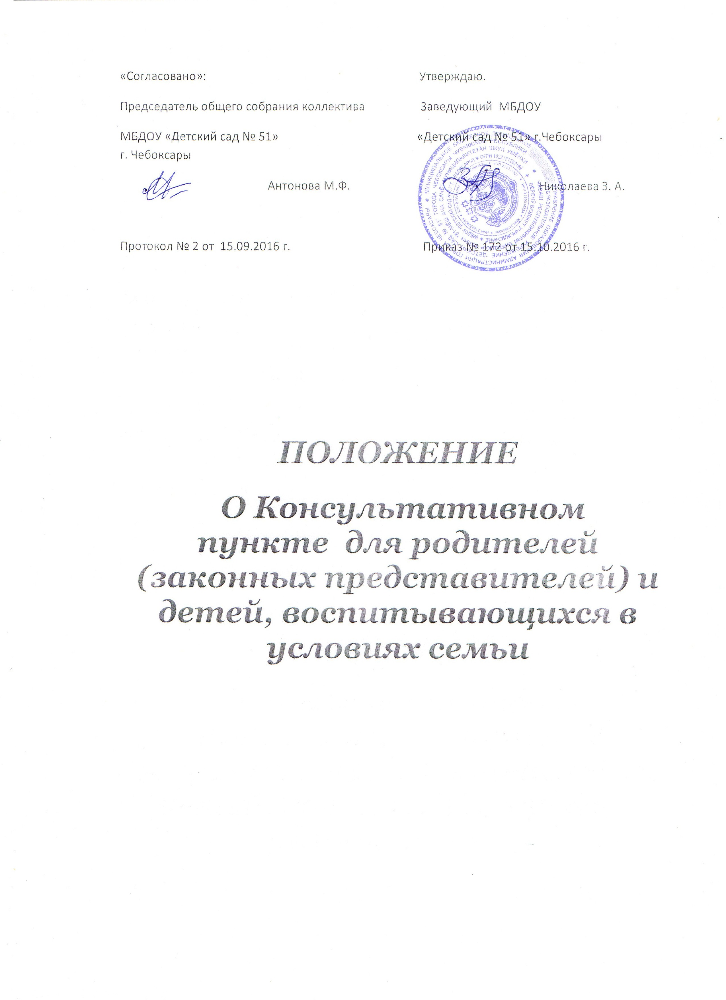 «Согласовано»:
Утверждаю.
Председатель общего собрания коллектива
Заведующий МБДОУ
МБДОУ «Детский сад № 51»
«Детский сад № 51» г.Чебоксары
г. Чебоксары
Антонова М.Ф.
Николаева З. А.
Протокол № 2 от 15.09.2016 г.
Приказ № 172 от 15.10.2016 г.
ПОЛОЖЕНИЕ
О Консультативном
пункте для родителей
(законных представителей) и
детей, воспитывающихся в
условиях семьи